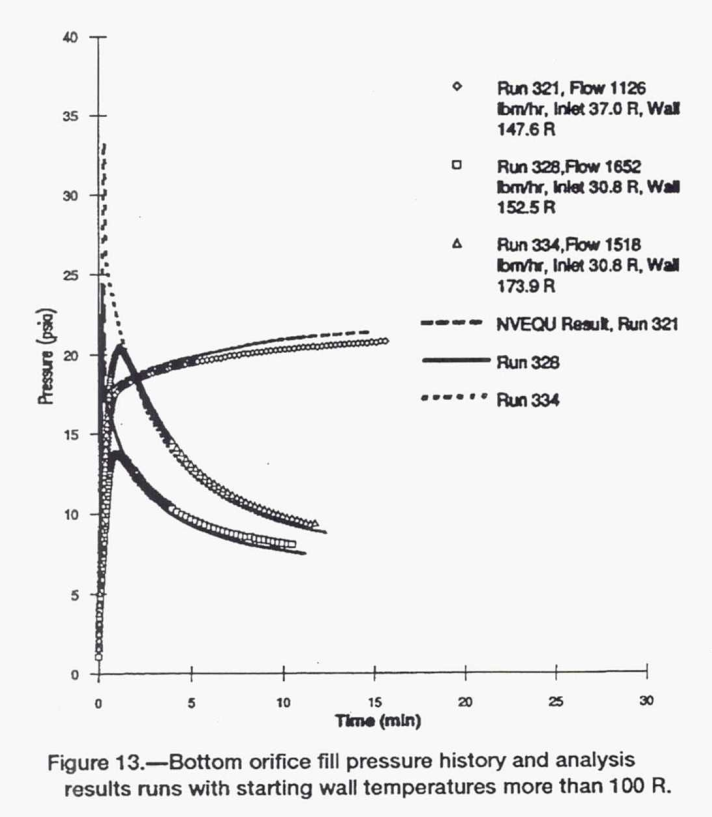 40
35
30
25
20
15
10
5
0
Pressure (psia)
0 5 10 15 20 25 30
Time (min)
Run 321, Flow 1126
lbm/hr, Inlet 37.0 R, Wall
147.6 R
Run 328,Flow 1652
lbm/hr, Inlet 30.8 R, Wall
152.5 R
Run 334,Flow 1518
lbm/hr, Inlet 30.8 R, Wall
173.9 R
NVEQU Result, Run 321
Run 328
Run 334
Figure 13.—Bottom orifice fill pressure history and analysis
results runs with starting wall temperatures more than 100 R.